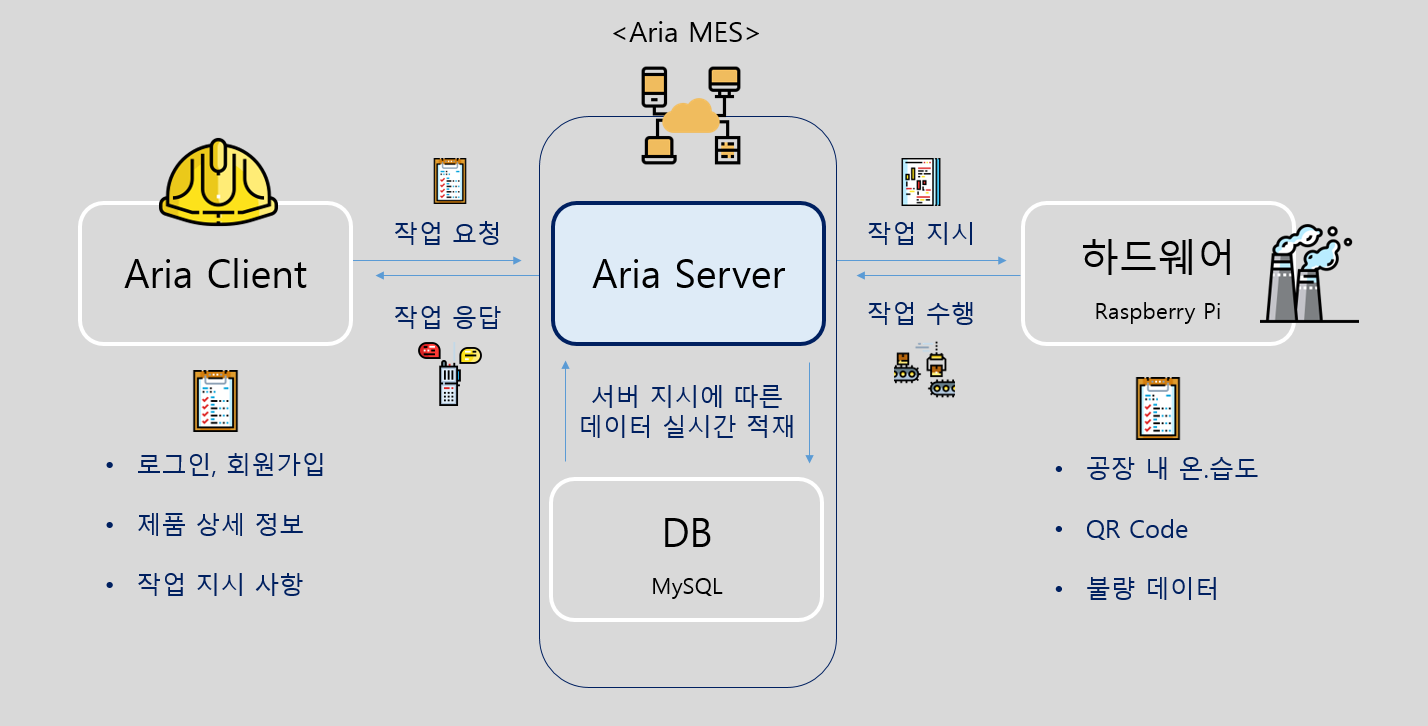 <Aria MES>
작업 요청
작업 지시
Aria Client
Aria Server
하드웨어
Raspberry Pi
작업 응답
작업 수행
서버 지시에 따른
데이터 실시간 적재
• 로그인, 회원가입
• 제품 상세 정보
• 작업 지시 사항
DB
MySQL
• 공장 내 온.습도
• QR Code
• 불량 데이터